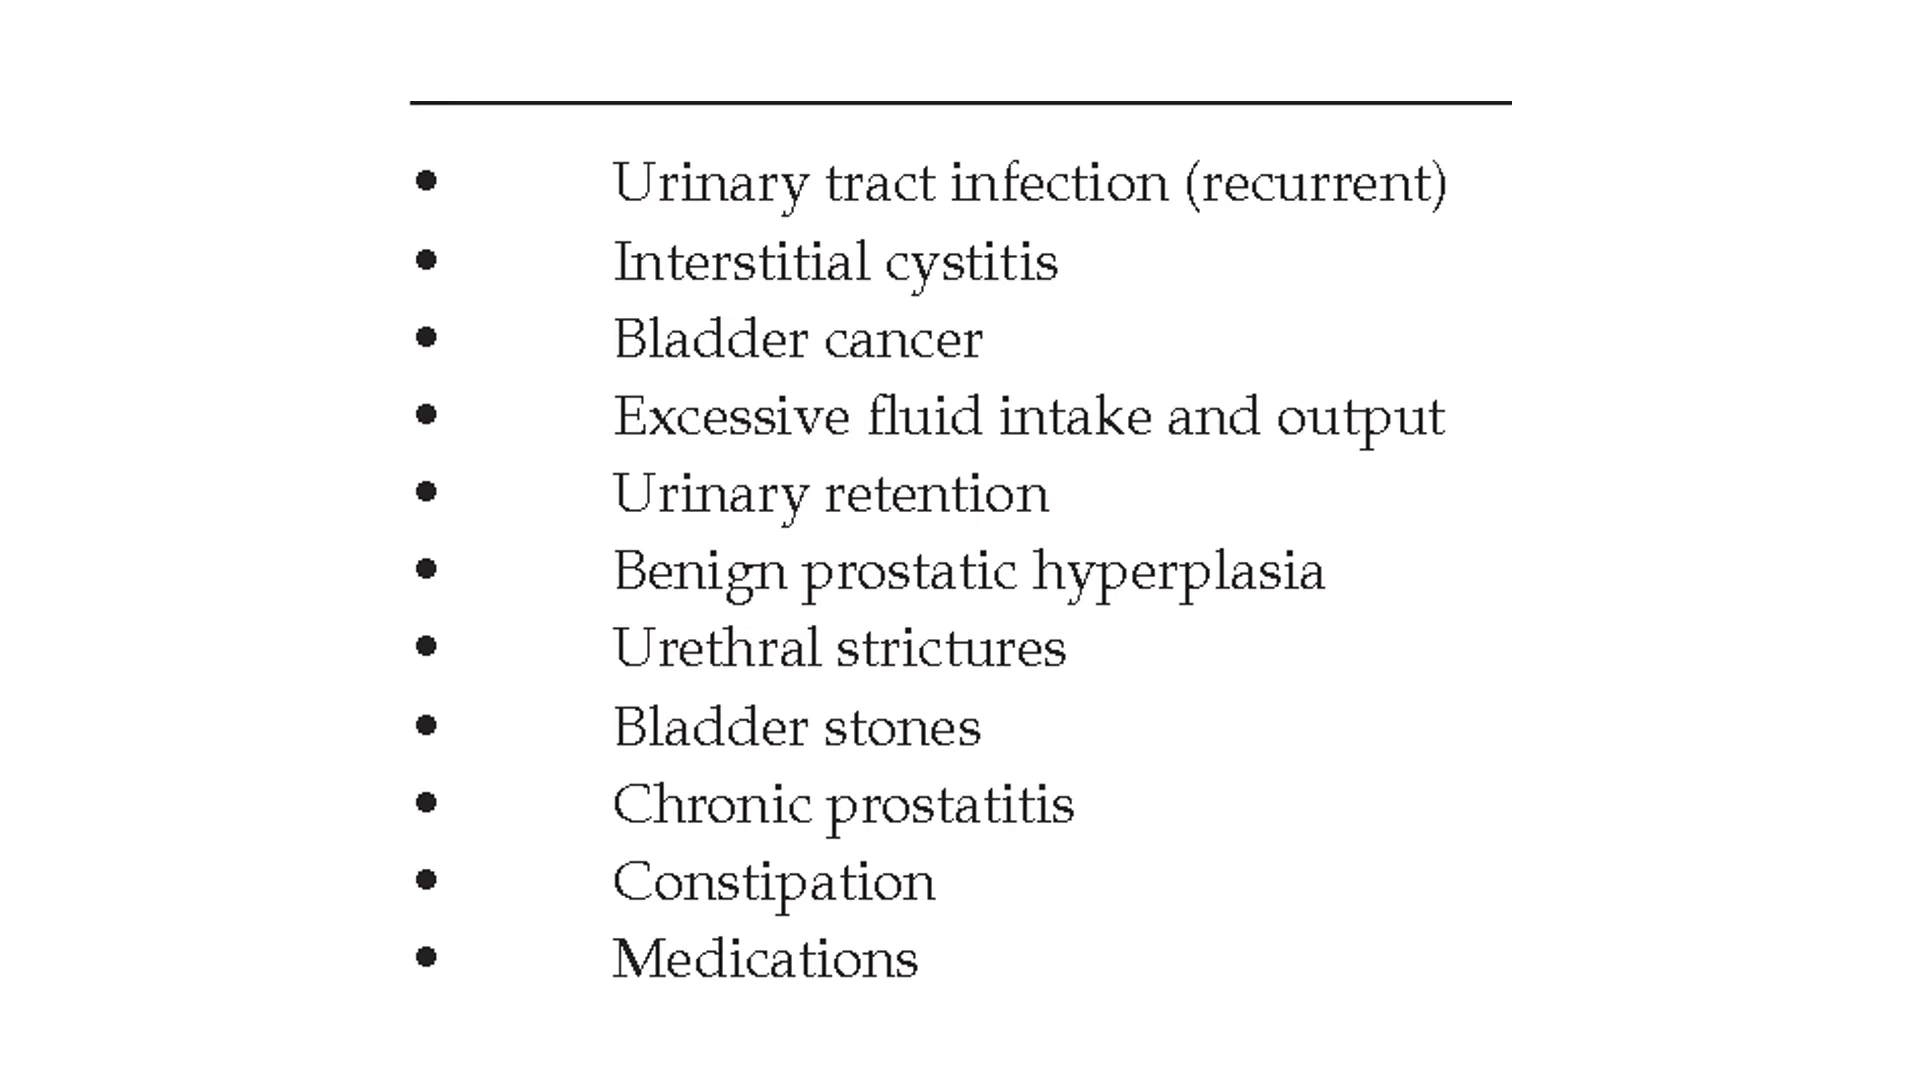 • Urinary tract infection (recurrent)
• Interstitial cystitis
• Bladder cancer
• Excessive fluid intake and output
• Urinary retention
• Benign prostatic hyperplasia
• Urethral strictures
• Bladder stones
• Chronic prostatitis
• Constipation
• Medications